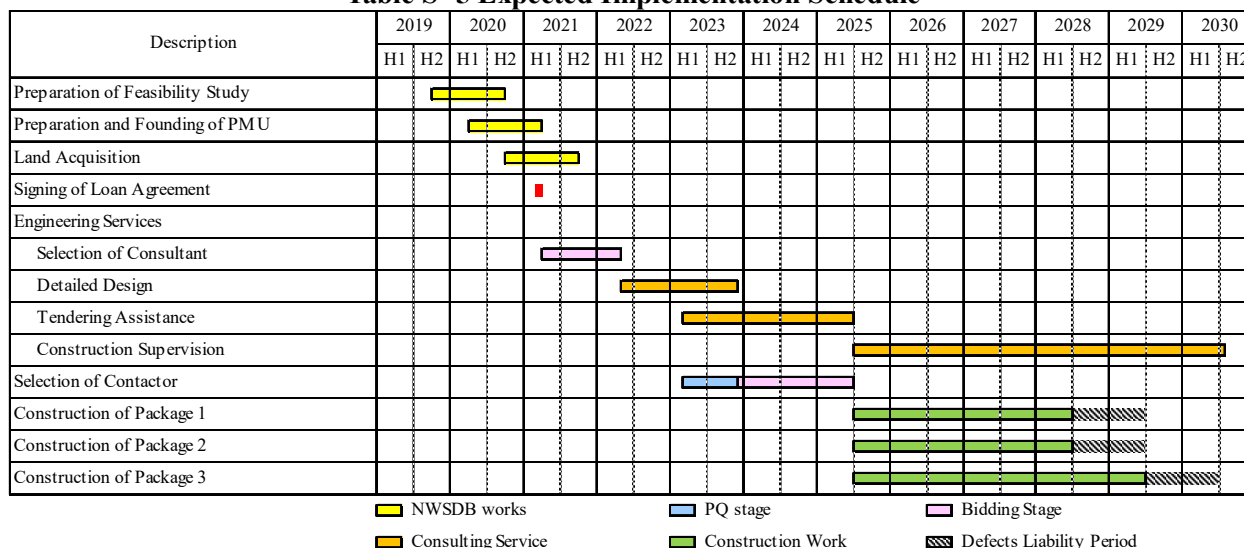 Table S- 5 Expected Implementation Schedule
Description 2019 2020 2021 2022 2023 2024 2025 2026 2027 2028 2029 2030
H1 H2 H1 H2 H1 H2 H1 H2 H1 H2 H1 H2 H1 H2 H1 H2 H1 H2 H1 H2 H1 H2 H1 H2
Preparation of Feasibility Study
Preparation and Founding of PMU
Land Acquisition
Signing of Loan Agreement
Engineering Services
Selection of Consultant
Detailed Design
Tendering Assistance
Construction Supervision
Selection of Contactor
Construction of Package 1
Construction of Package 2
Construction of Package 3
NWSDB works PQ stage Bidding Stage
Consulting Service Construction Work Defects Liability Period